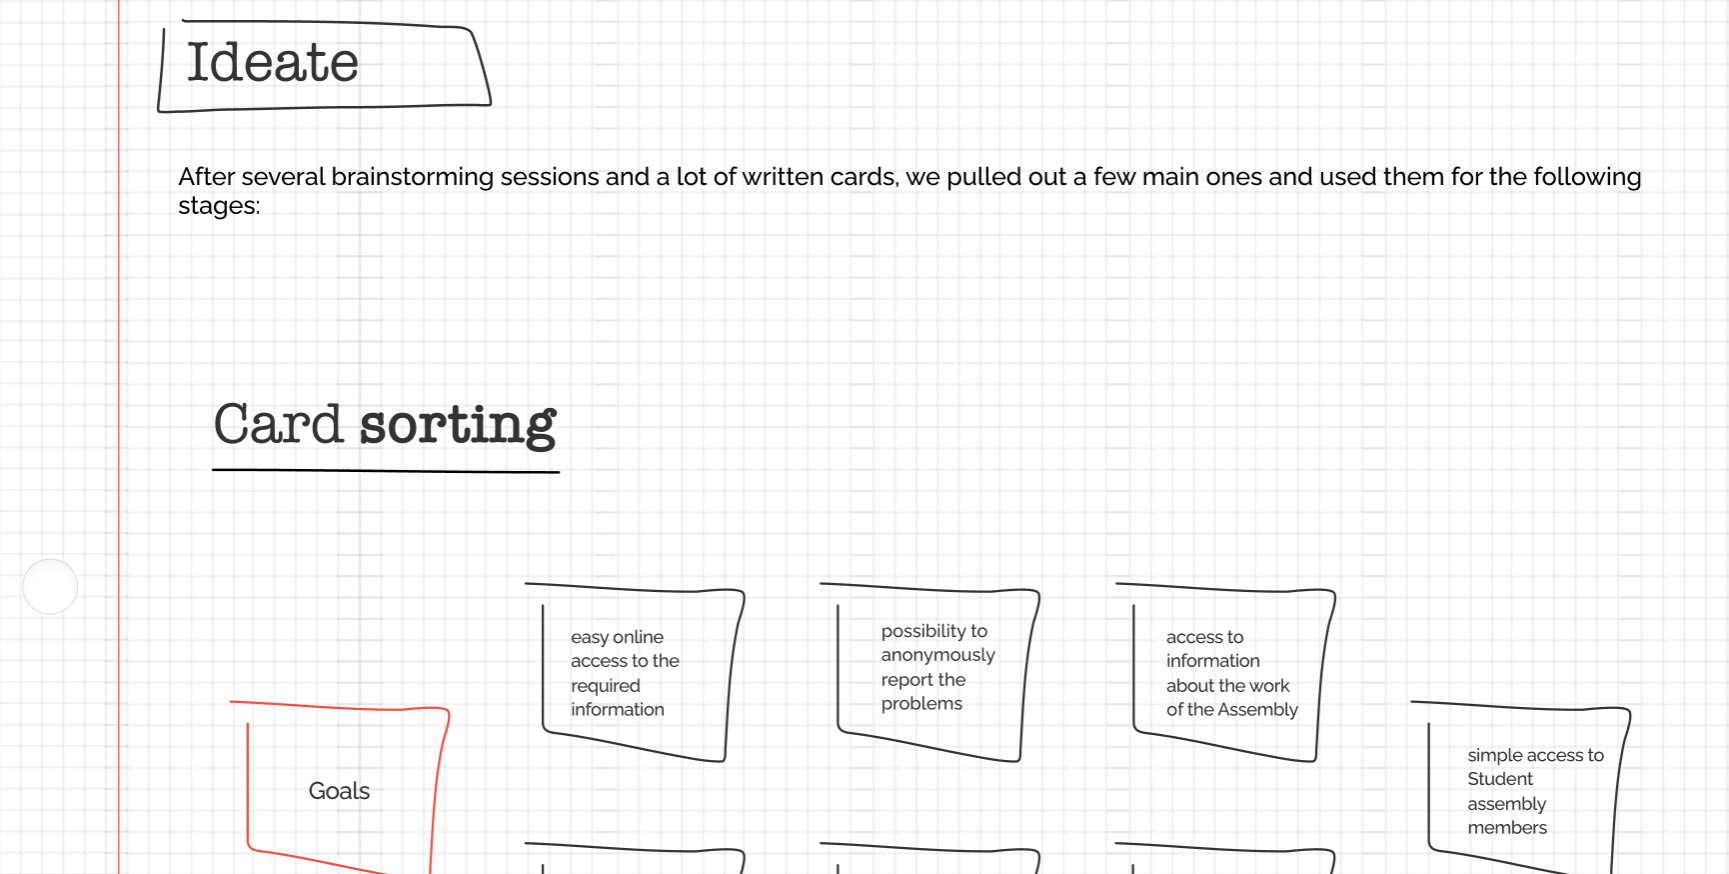 Ideate
After several brainstorming sessions and a lot of written cards, we pulled out a few main ones and used them for the following
stages:
Card sorting
easy online
access to the
required
information
possibility to
anonymously
report the
problems
access to
information
about the work
of the Assembly
Goals
simple access to
Student
assembly
members